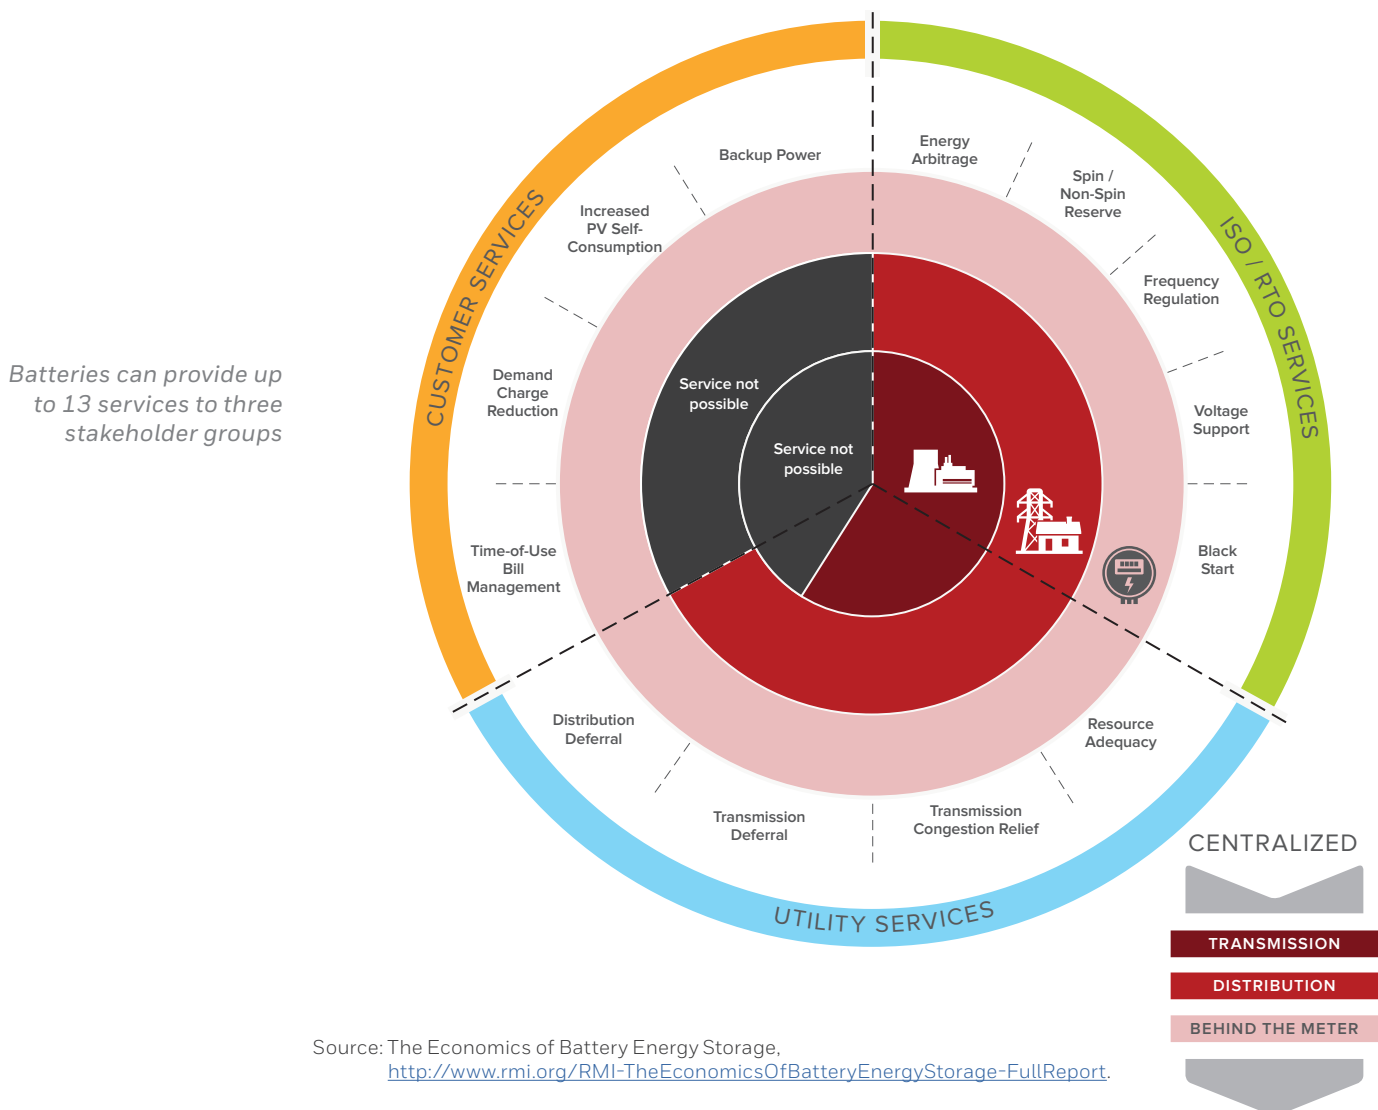 Batteries can provide up
to 13 services to three
stakeholder groups
CUSTOMER SERVICES
ISO / RTO SERVICES
UTILITY SERVICES
Backup Power
Increased
PV Self-
Consumption
Demand
Charge
Reduction
Time-of-Use
Bill
Management
Energy
Arbitrage
Spin /
Non-Spin
Reserve
Frequency
Regulation
Voltage
Support
Black
Start
Resource
Adequacy
Transmission
Congestion Relief
Transmission
Deferral
Distribution
Deferral
Service not
possible
Service not
possible
CENTRALIZED
TRANSMISSION
DISTRIBUTION
BEHIND THE METER
Source: The Economics of Battery Energy Storage,
http://www.rmi.org/RMI-TheEconomicsOfBatteryEnergyStorage-FullReport.